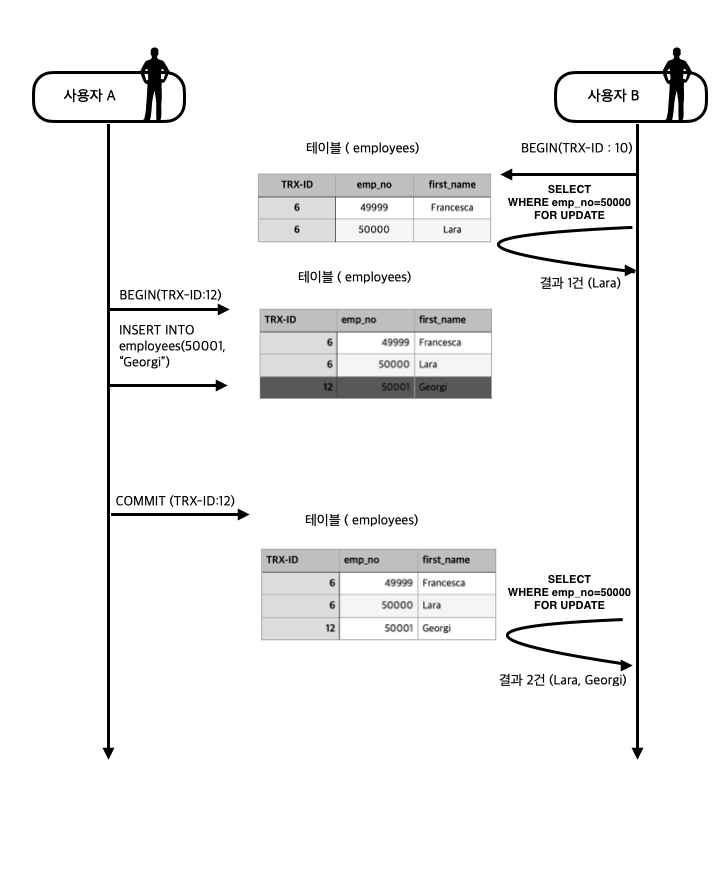 사용자 A
사용자 B
테이블 ( employees)
BEGIN(TRX-ID : 10)
TRX-ID emp_no first_name
6 49999 Francesca
6 50000 Lara
SELECT
WHERE emp_no=50000
FOR UPDATE
결과 1건 (Lara)
테이블 ( employees)
BEGIN(TRX-ID:12)
INSERT INTO
employees(50001,
“Georgi”)
TRX-ID emp_no first_name
6 49999 Francesca
6 50000 Lara
12 50001 Georgi
COMMIT (TRX-ID:12)
테이블 ( employees)
TRX-ID emp_no first_name
6 49999 Francesca
6 50000 Lara
12 50001 Georgi
SELECT
WHERE emp_no=50000
FOR UPDATE
결과 2건 (Lara, Georgi)